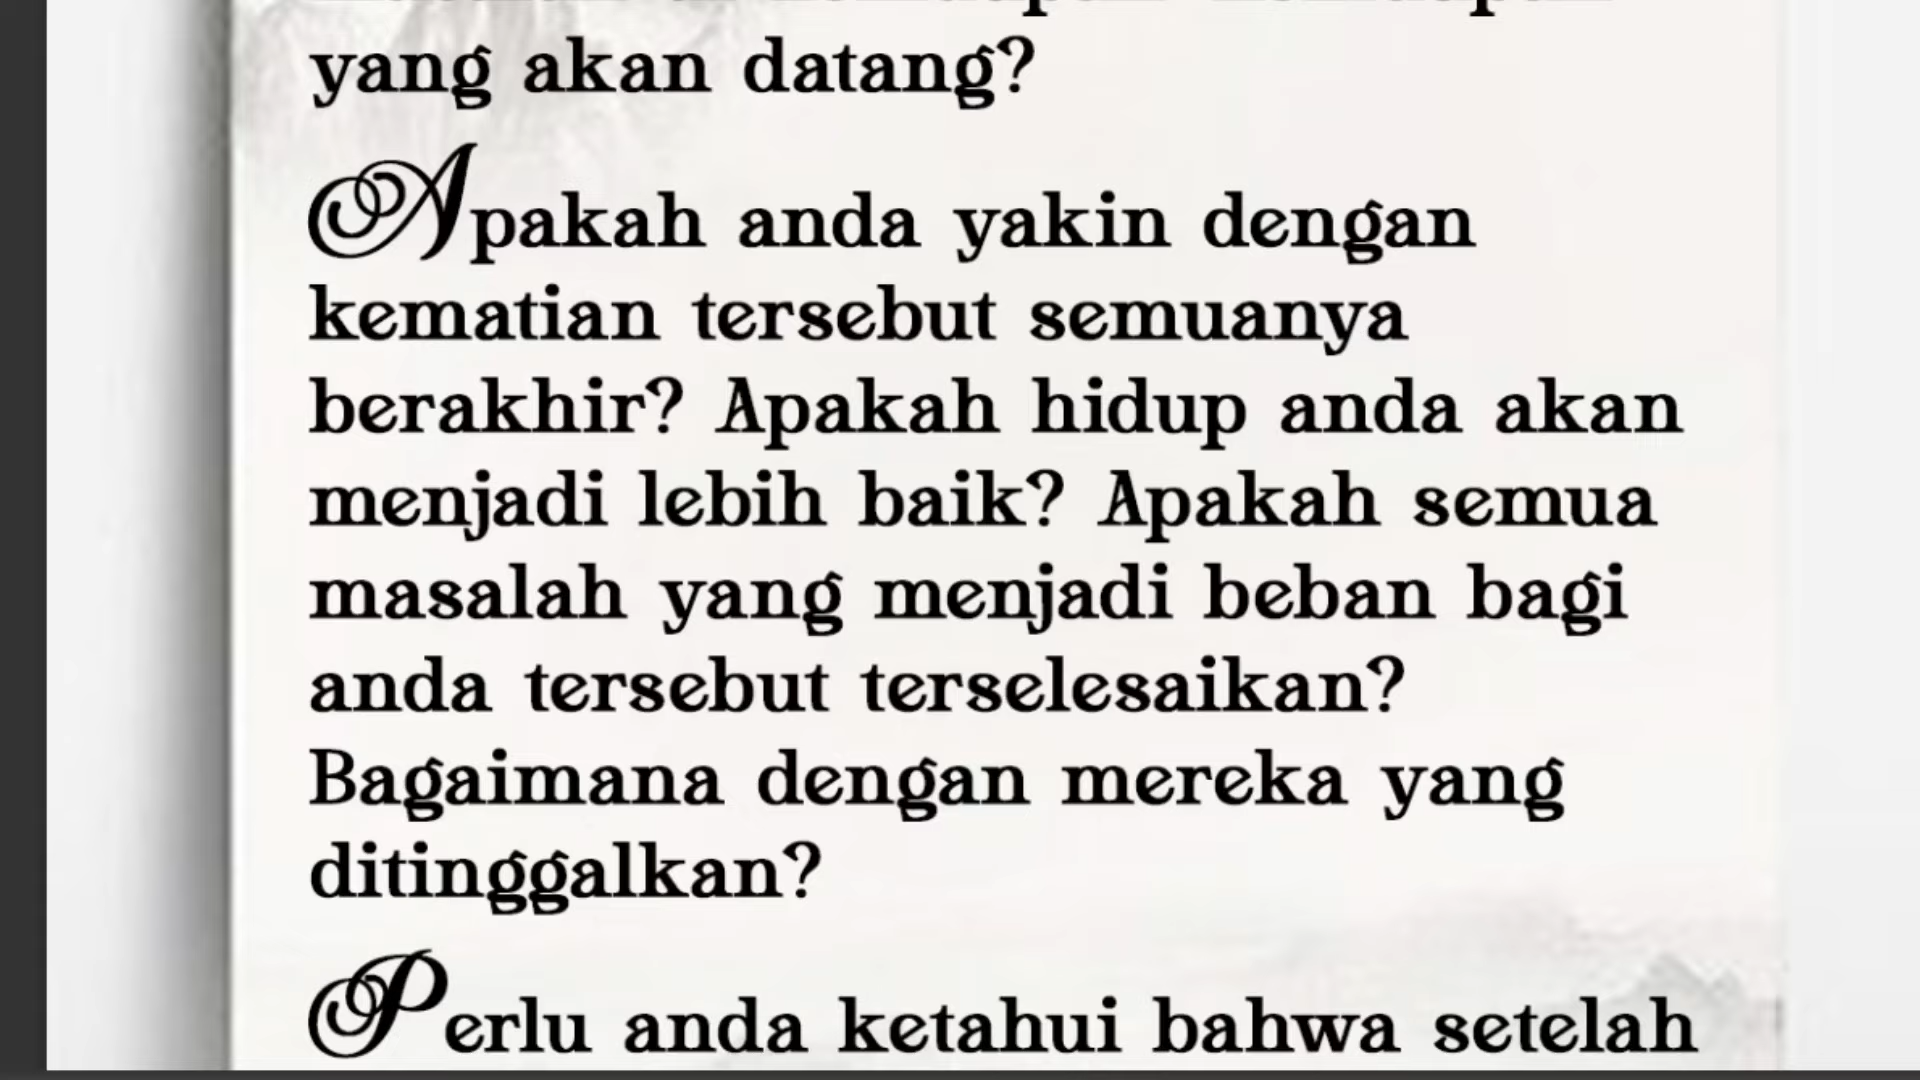 yang akan datang?
Apakah anda yakin dengan
kematian tersebut semuanya
berakhir? Apakah hidup anda akan
menjadi lebih baik? Apakah semua
masalah yang menjadi beban bagi
anda tersebut terselesaikan?
Bagaimana dengan mereka yang
ditinggalkan?
Perlu anda ketahui bahwa setelah